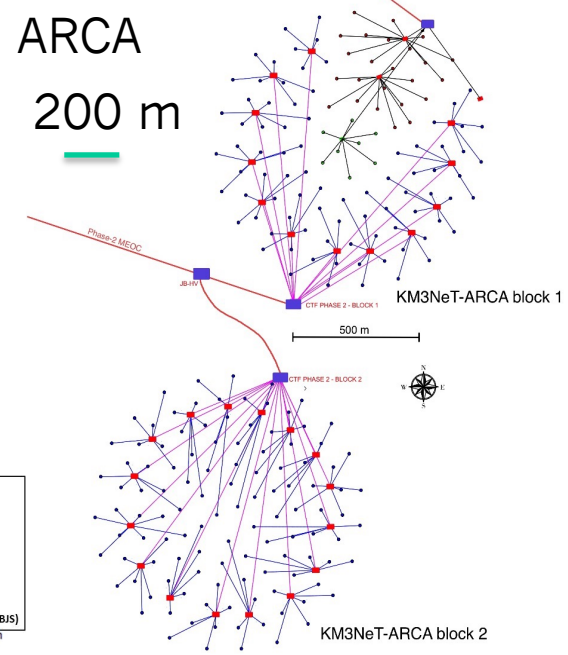 ARCA
200 m
Phase-2 MEOC
JB-HV
CTF PHASE 2 - BLOCK 1
KM3NeT-ARCA block 1
500 m
CTF PHASE 2 - BLOCK 2
N
W
E
S
BJS)
KM3NeT-ARCA block 2